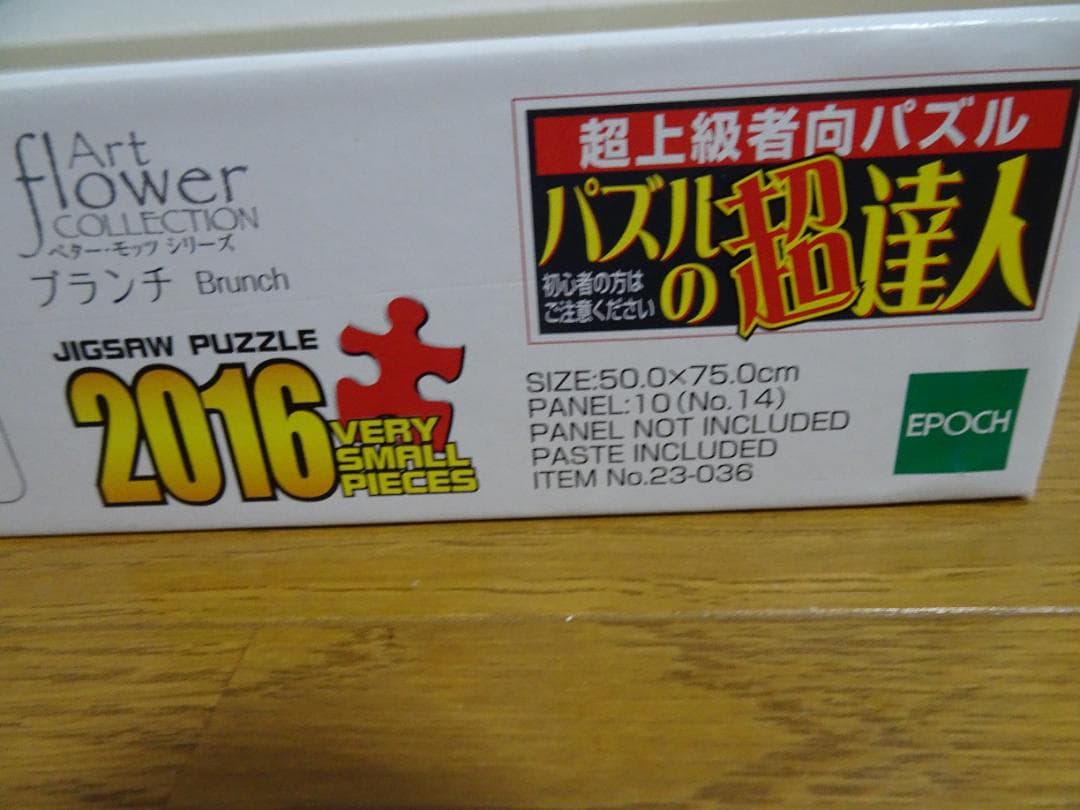 Art
flower
COLLECTION
ペター・モッツ シリーズ
ブランチ Brunch
JIGSAW PUZZLE
2016
VERY
SMALL
PIECES
超上級者向パズル
パズルの超達人
初心者の方は
ご注意ください
SIZE:50.0×75.0cm
PANEL:10(No.14)
PANEL NOT INCLUDED
PASTE INCLUDED
ITEM No.23-036
EPOCH